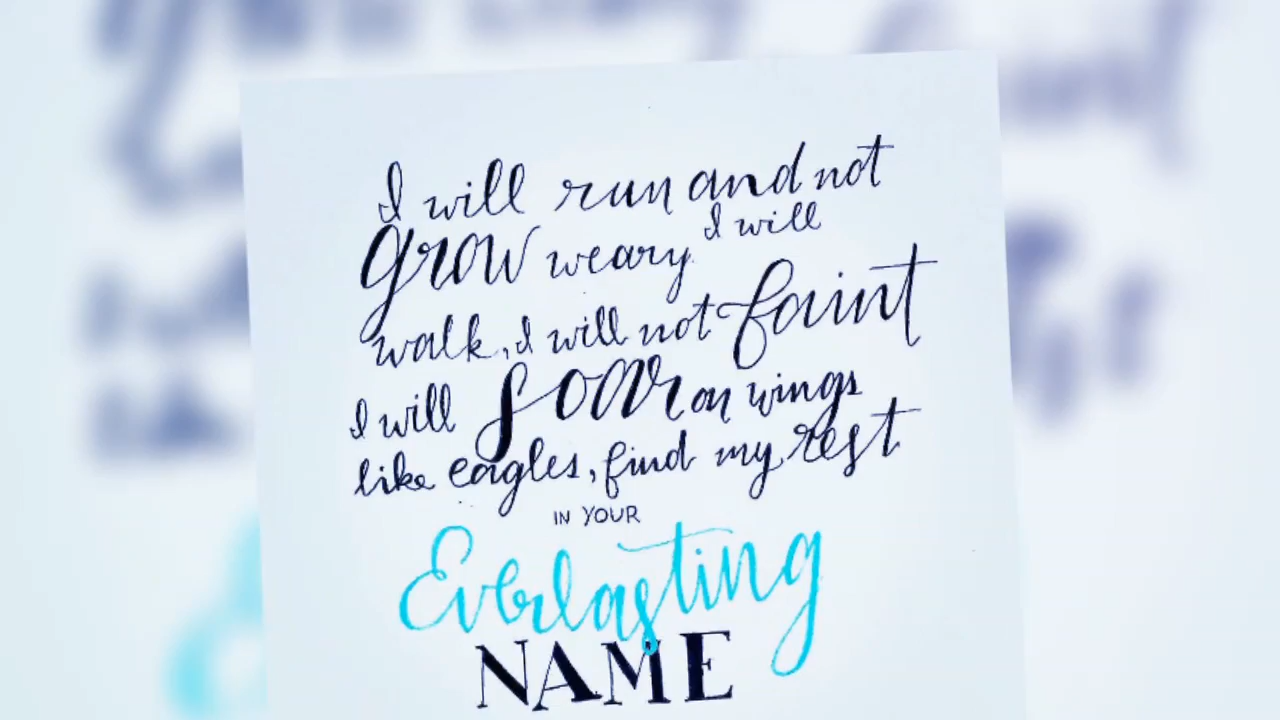 I will run and not
grow weary I will
walk, I will not faint
I will soar on wings
like eagles, find my rest
IN YOUR
Everlasting
NAME